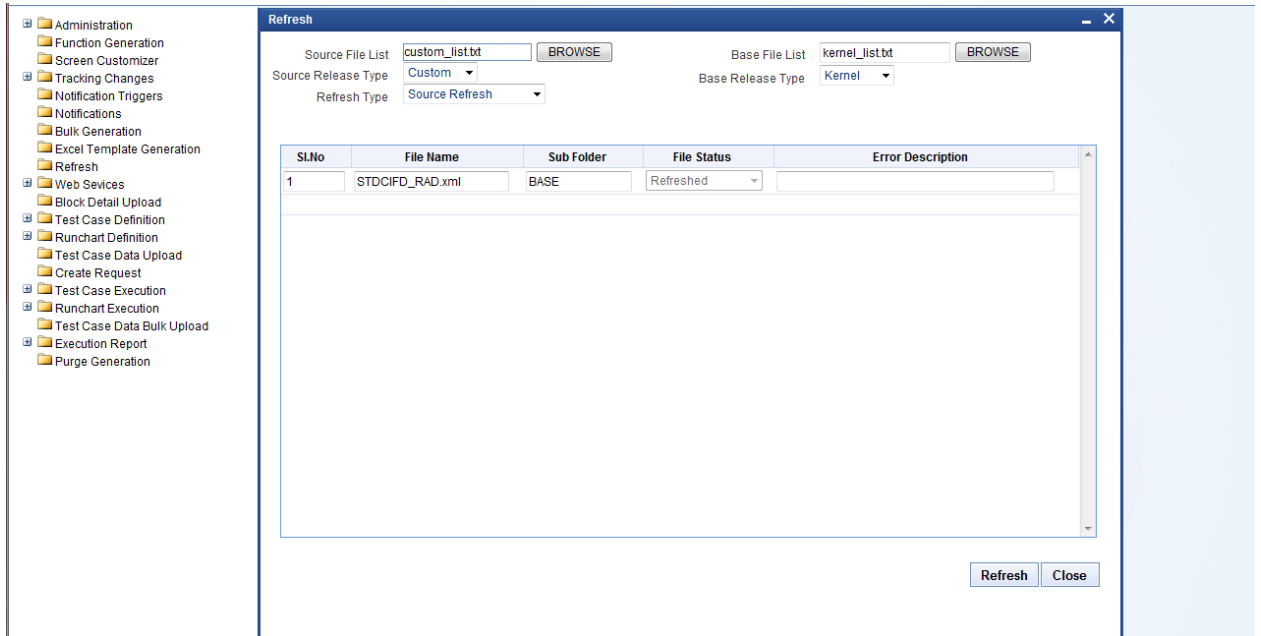 Administration
Function Generation
Screen Customizer
Tracking Changes
Notification Triggers
Notifications
Bulk Generation
Excel Template Generation
Refresh
Web Sevices
Block Detail Upload
Test Case Definition
Runchart Definition
Test Case Data Upload
Create Request
Test Case Execution
Runchart Execution
Test Case Data Bulk Upload
Execution Report
Purge Generation
Refresh
Source File List custom_list.txt BROWSE Base File List kernel_list.txt BROWSE
Source Release Type Custom Base Release Type Kernel
Refresh Type Source Refresh
Sl.No File Name Sub Folder File Status Error Description
1 STDCIFD_RAD.xml BASE Refreshed
Refresh Close